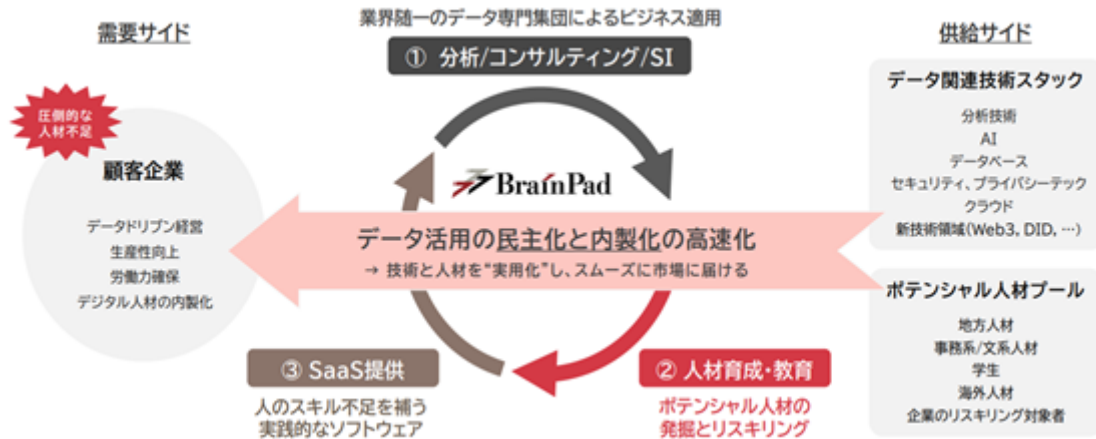 需要サイド
圧倒的な
人材不足
顧客企業
データドリブン経営
生産性向上
労働力確保
デジタル人材の内製化
業界随一のデータ専門集団によるビジネス適用
① 分析/コンサルティング/SI
BrainPad
データ活用の民主化と内製化の高速化
→ 技術と人材を“実用化”し、スムーズに市場に届ける
③ SaaS提供
人のスキル不足を補う
実践的なソフトウェア
② 人材育成・教育
ポテンシャル人材の
発掘とリスキリング
供給サイド
データ関連技術スタック
分析技術
AI
データベース
セキュリティ、プライバシーテック
クラウド
新技術領域(Web3, DID, …)
ポテンシャル人材プール
地方人材
事務系/文系人材
学生
海外人材
企業のリスキリング対象者